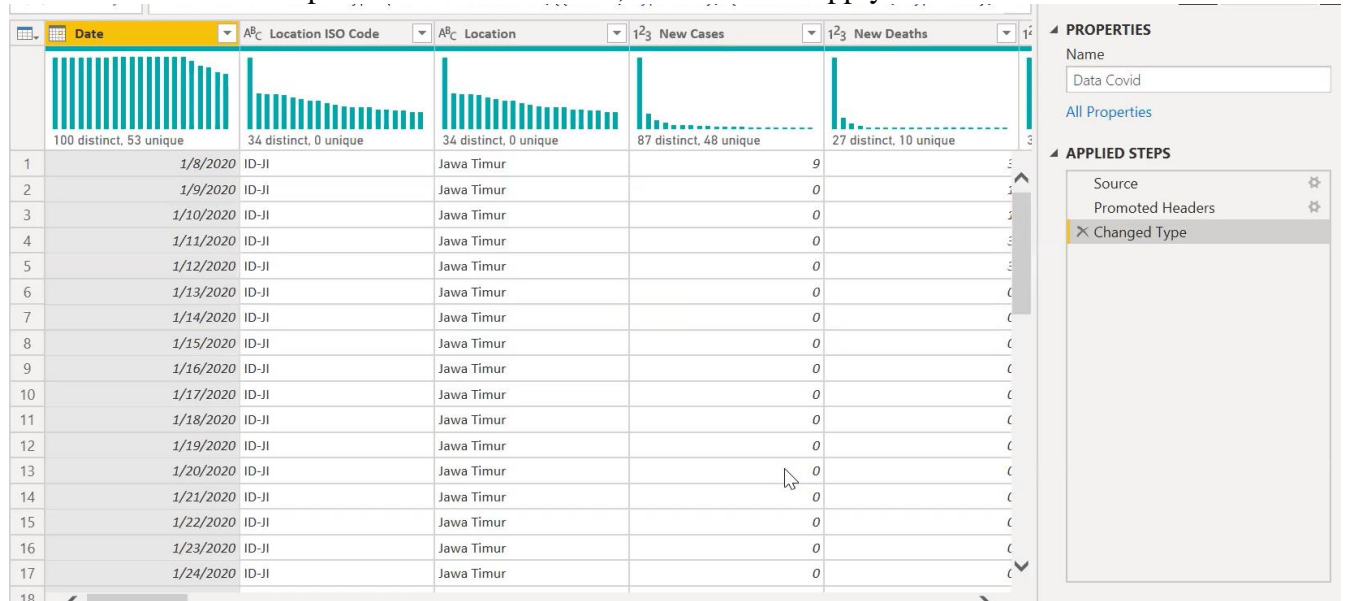 Date ABC Location ISO Code ABC Location 123 New Cases 123 New Deaths
100 distinct, 53 unique 34 distinct, 0 unique 34 distinct, 0 unique 87 distinct, 48 unique 27 distinct, 10 unique
1 1/8/2020 ID-JI Jawa Timur 9
2 1/9/2020 ID-JI Jawa Timur 0
3 1/10/2020 ID-JI Jawa Timur 0
4 1/11/2020 ID-JI Jawa Timur 0
5 1/12/2020 ID-JI Jawa Timur 0
6 1/13/2020 ID-JI Jawa Timur 0
7 1/14/2020 ID-JI Jawa Timur 0
8 1/15/2020 ID-JI Jawa Timur 0
9 1/16/2020 ID-JI Jawa Timur 0
10 1/17/2020 ID-JI Jawa Timur 0
11 1/18/2020 ID-JI Jawa Timur 0
12 1/19/2020 ID-JI Jawa Timur 0
13 1/20/2020 ID-JI Jawa Timur 0
14 1/21/2020 ID-JI Jawa Timur 0
15 1/22/2020 ID-JI Jawa Timur 0
16 1/23/2020 ID-JI Jawa Timur 0
17 1/24/2020 ID-JI Jawa Timur 0
18
PROPERTIES
Name
Data Covid
All Properties
APPLIED STEPS
Source
Promoted Headers
Changed Type